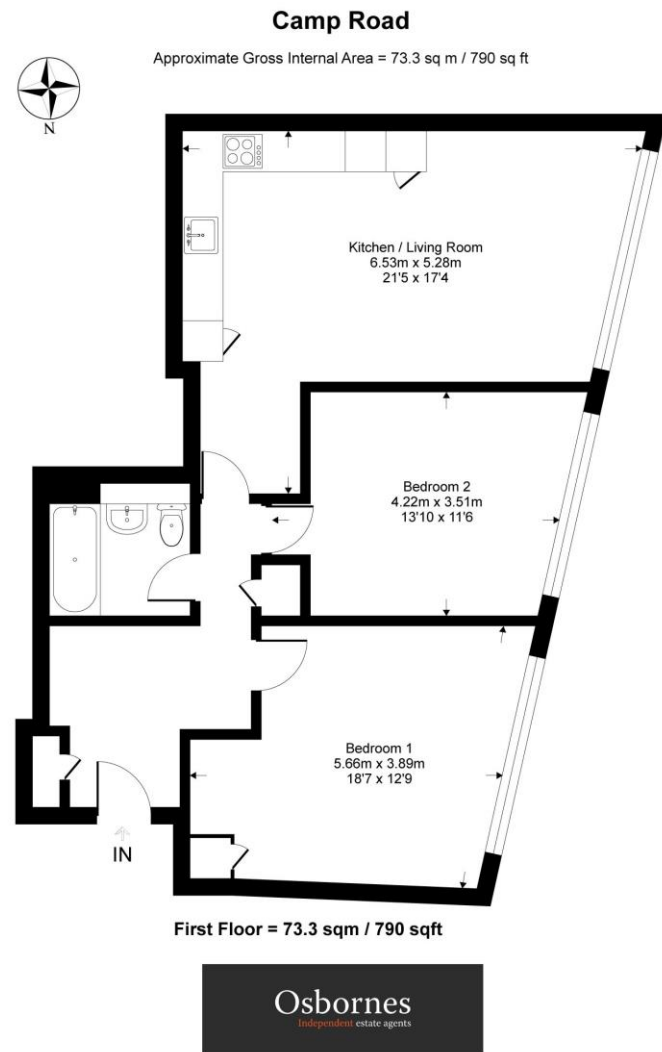 Camp Road
Approximate Gross Internal Area = 73.3 sq m / 790 sq ft
N
Kitchen / Living Room
6.53m x 5.28m
21'5 x 17'4
Bedroom 2
4.22m x 3.51m
13'10 x 11'6
Bedroom 1
5.66m x 3.89m
18'7 x 12'9
IN
First Floor = 73.3 sqm / 790 sqft
Osbornes
Independent estate agents